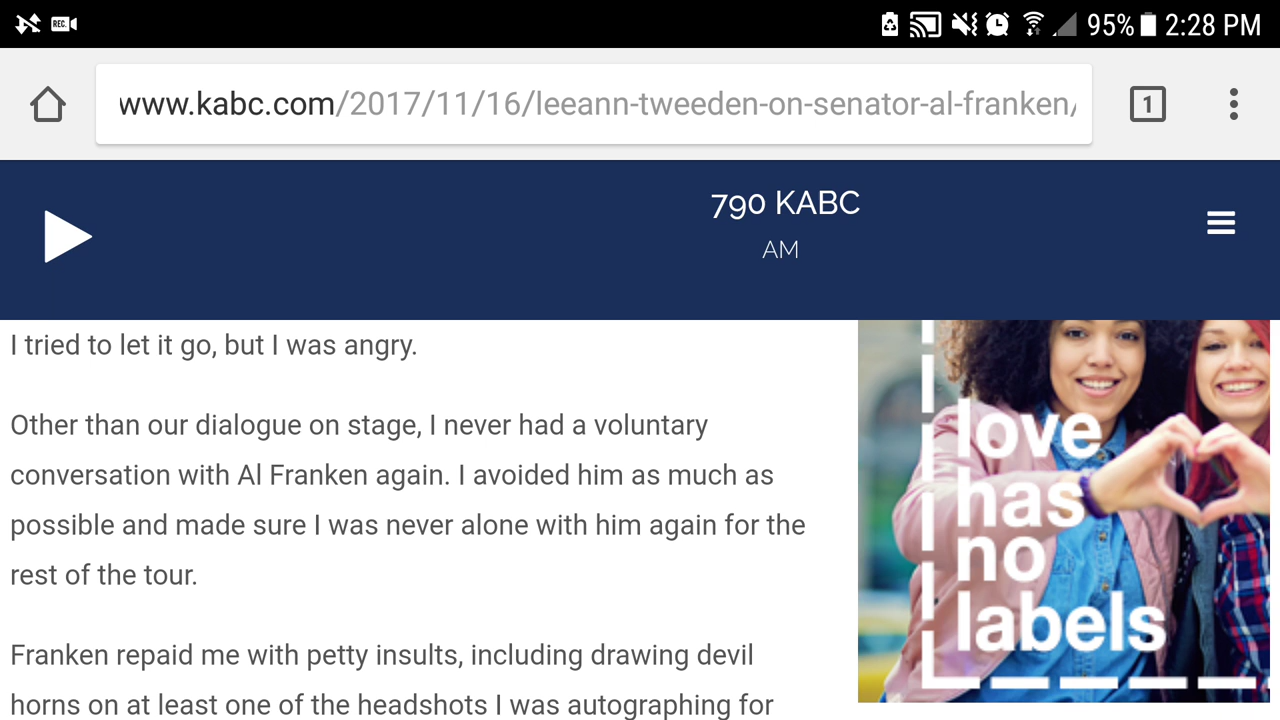 REC.
95% 2:28 PM
www.kabc.com/2017/11/16/leeann-tweeden-on-senator-al-franken/
1
790 KABC
AM
I tried to let it go, but I was angry.
Other than our dialogue on stage, I never had a voluntary
conversation with Al Franken again. I avoided him as much as
possible and made sure I was never alone with him again for the
rest of the tour.
Franken repaid me with petty insults, including drawing devil
horns on at least one of the headshots I was autographing for
love
has
no
labels